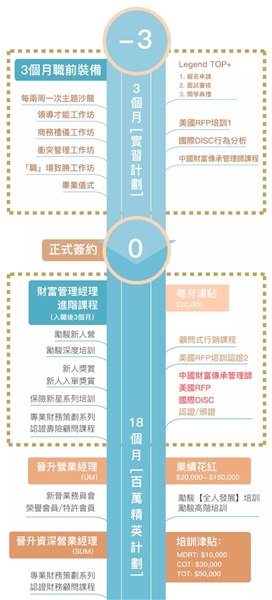 -3
3個月職前裝備
每兩周一次主題沙龍
領導才能工作坊
商務禮儀工作坊
衝突管理工作坊
「職」場致勝工作坊
畢業儀式
3個月[實習計劃]
Legend TOP+
1. 報名申請
2. 面試審核
3. 開學典禮
美國RFP培訓1
國際DISC行為分析
中國財富傳承管理師課程
正式簽約
0
財富管理經理
進階課程
(入職後3個月)
勵駿新人營
勵駿深度培訓
新人獎賞
新人入單獎賞
保險新星系列培訓
專業財務策劃系列
認證壽險顧問課程
每月津貼
$20,000
顧問式行銷課程
美國RFP培訓認證2
中國財富傳承管理師
美國RFP
國際DISC
認證/頒證
18個月[百萬精英計劃]
晉升營業經理
(UM)
新晉業務員會
榮譽會員/特許會員
業績花紅
$20,000~ $150,000
勵駿【全人發展】培訓
勵駿高階培訓
晉升資深營業經理
(SUM)
專業財務策劃系列
認證財務顧問課程
培訓津貼:
MDRT: $10,000
COT: $30,000
TOT: $50,000